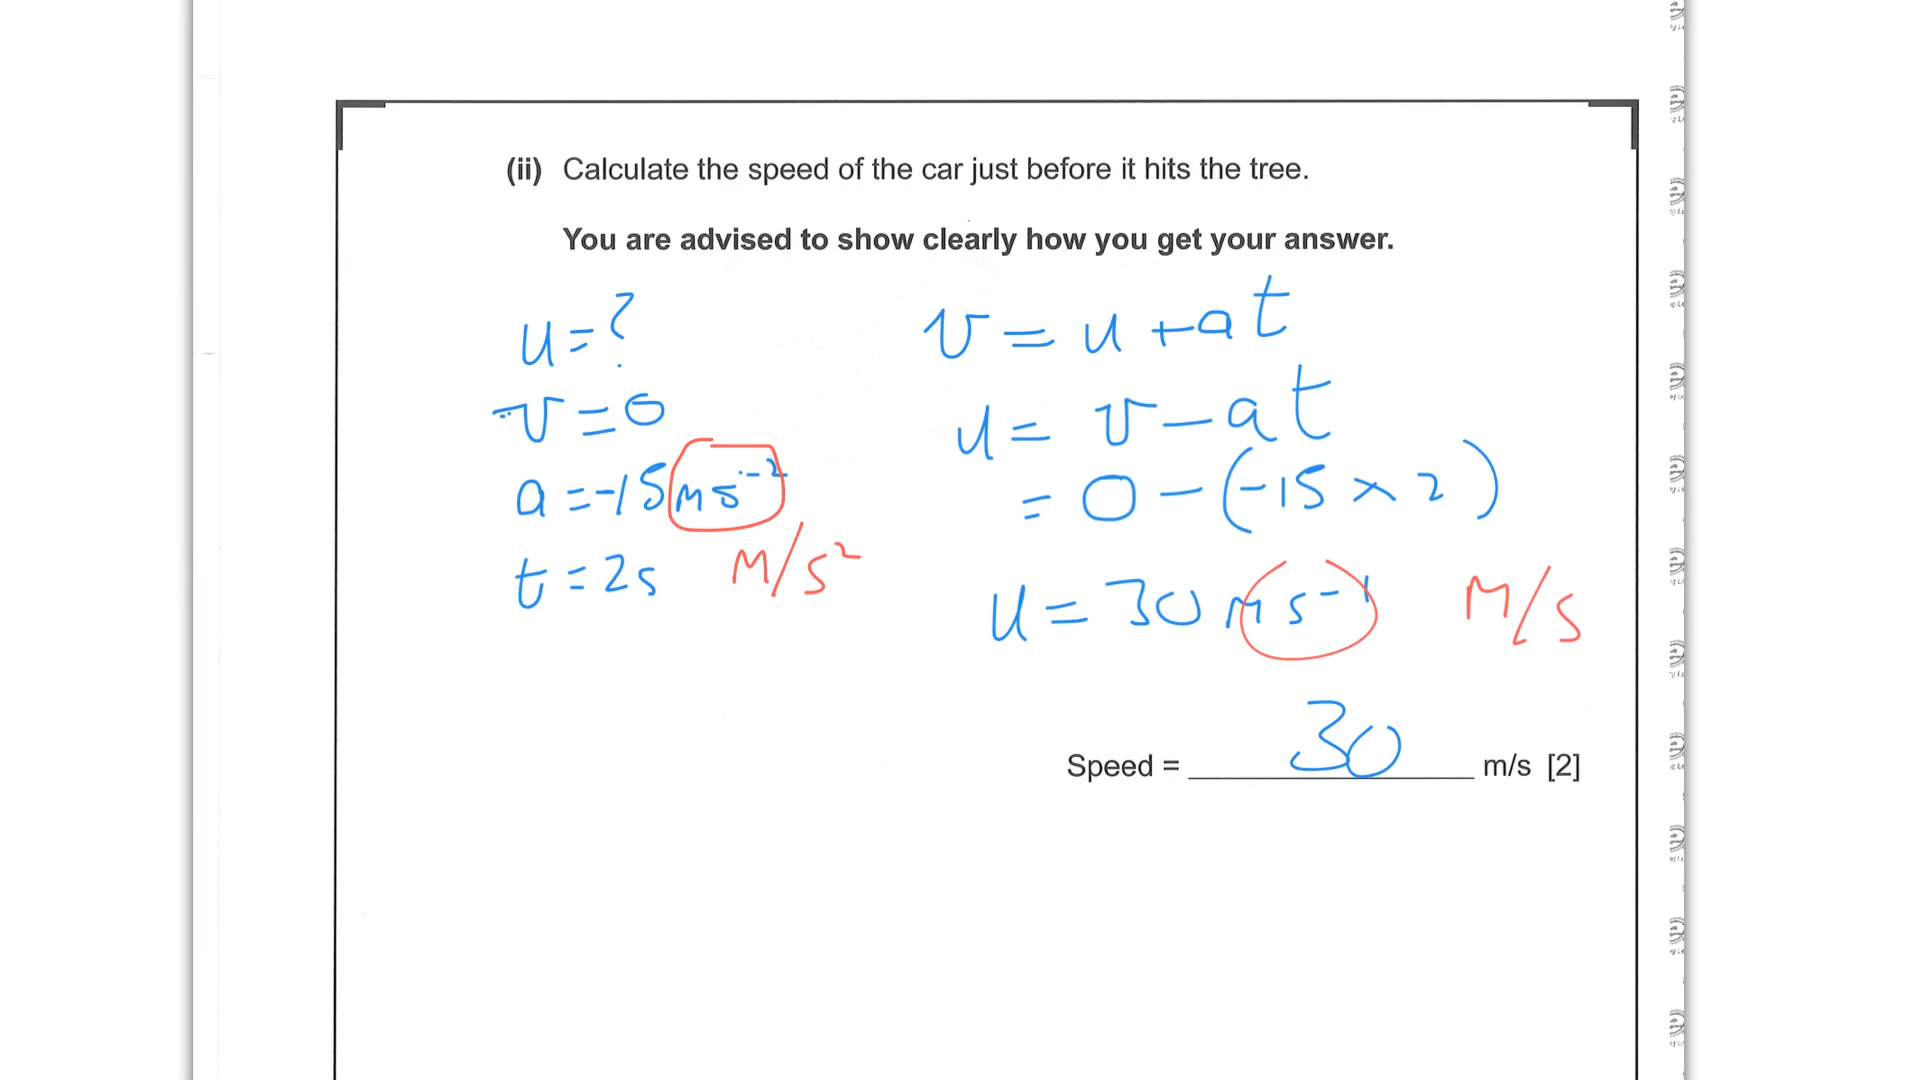 (ii) Calculate the speed of the car just before it hits the tree.
You are advised to show clearly how you get your answer.
u = ?
v = 0
a = -15 ms⁻²
t = 2s
m/s²
v = u + at
u = v - at
= 0 - (-15 × 2)
u = 30 ms⁻¹
m/s
Speed = 30 m/s [2]